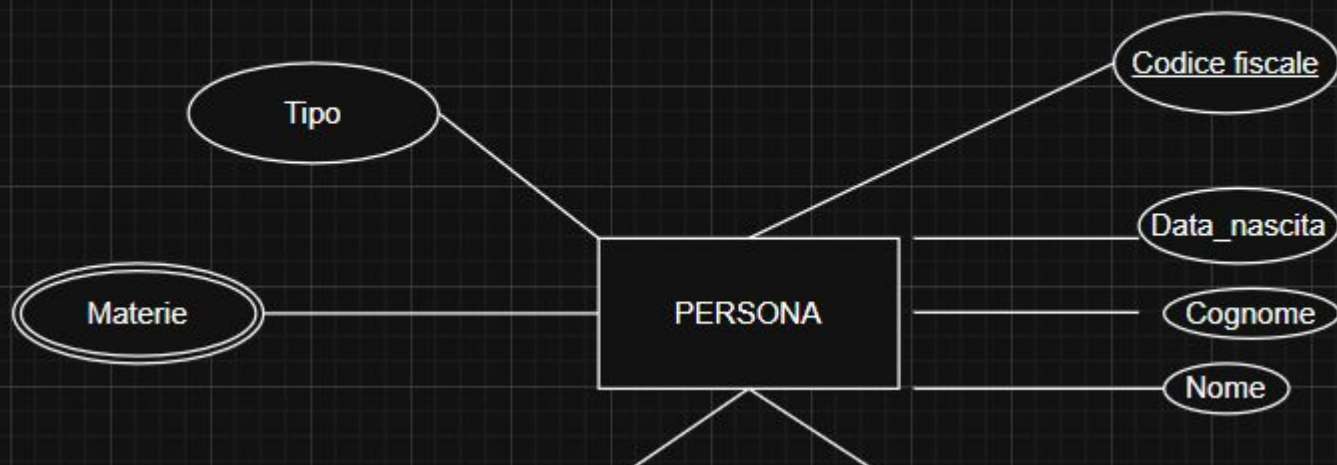 Codice fiscale
Tipo
Data_nascita
Materie
PERSONA
Cognome
Nome